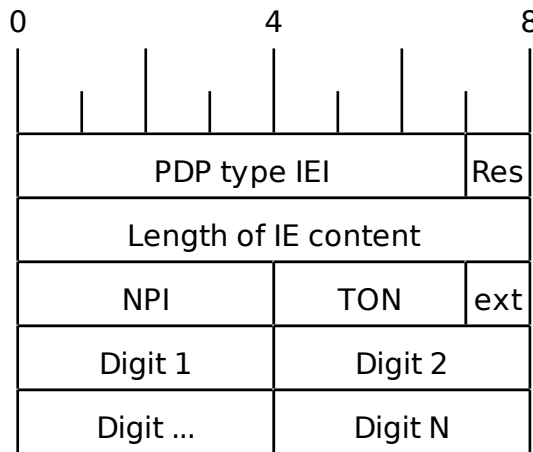 0 4 8
PDP type IEI Res
Length of IE content
NPI TON ext
Digit 1 Digit 2
Digit ... Digit N